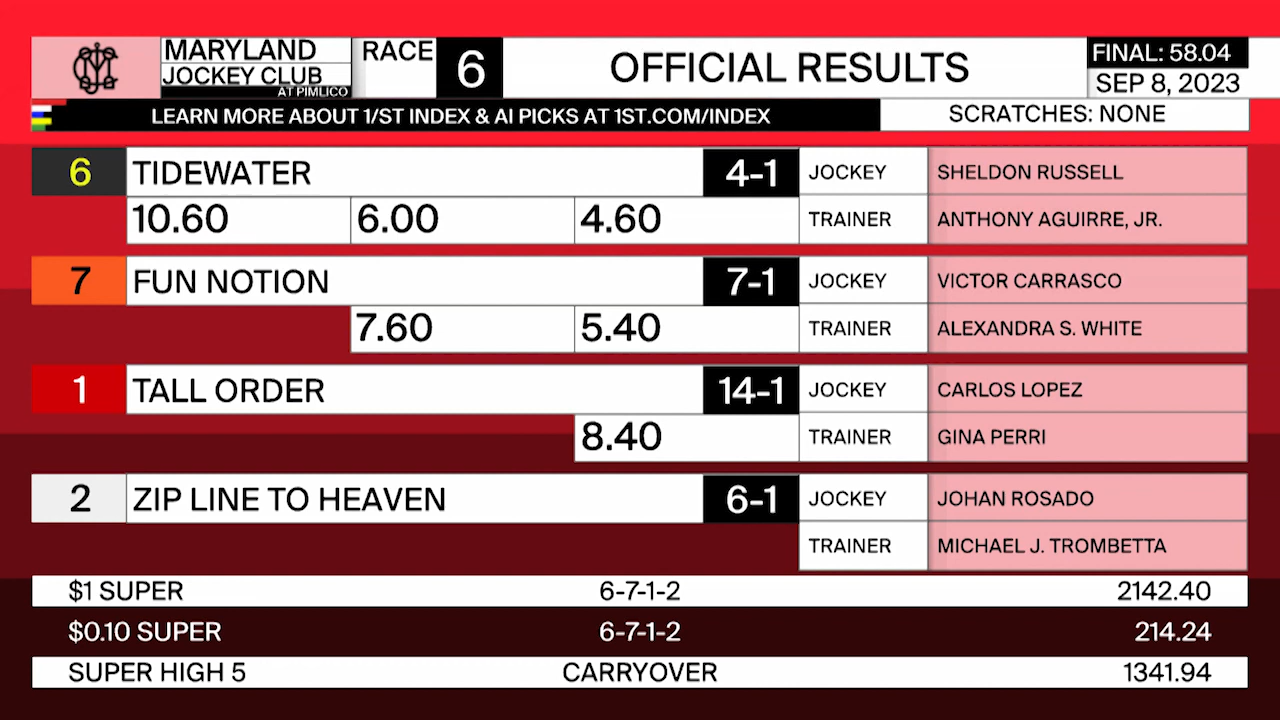 MARYLAND
JOCKEY CLUB
AT PIMLICO
RACE 6
OFFICIAL RESULTS
FINAL: 58.04
SEP 8, 2023
LEARN MORE ABOUT 1/ST INDEX & AI PICKS AT 1ST.COM/INDEX
SCRATCHES: NONE
6 TIDEWATER 4-1 JOCKEY SHELDON RUSSELL
10.60 6.00 4.60 TRAINER ANTHONY AGUIRRE, JR.
7 FUN NOTION 7-1 JOCKEY VICTOR CARRASCO
7.60 5.40 TRAINER ALEXANDRA S. WHITE
1 TALL ORDER 14-1 JOCKEY CARLOS LOPEZ
8.40 TRAINER GINA PERRI
2 ZIP LINE TO HEAVEN 6-1 JOCKEY JOHAN ROSADO
TRAINER MICHAEL J. TROMBETTA
$1 SUPER 6-7-1-2 2142.40
$0.10 SUPER 6-7-1-2 214.24
SUPER HIGH 5 CARRYOVER 1341.94